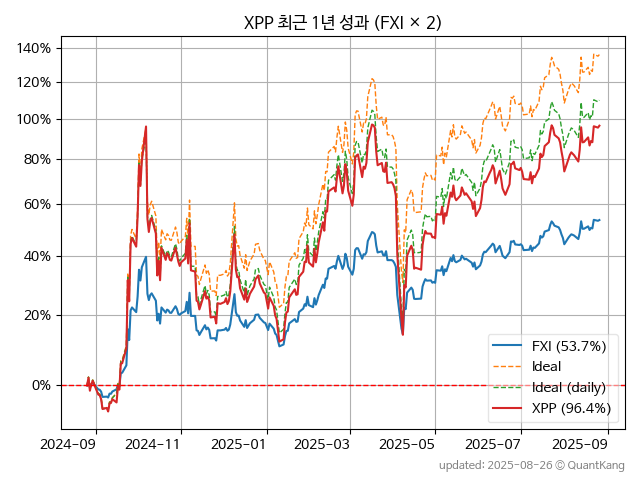 XPP 최근 1년 성과 (FXI × 2)
140%
120%
100%
80%
60%
40%
20%
0%
FXI (53.7%)
Ideal
Ideal (daily)
XPP (96.4%)
2024-09 2024-11 2025-01 2025-03 2025-05 2025-07 2025-09
updated: 2025-08-26 © QuantKang